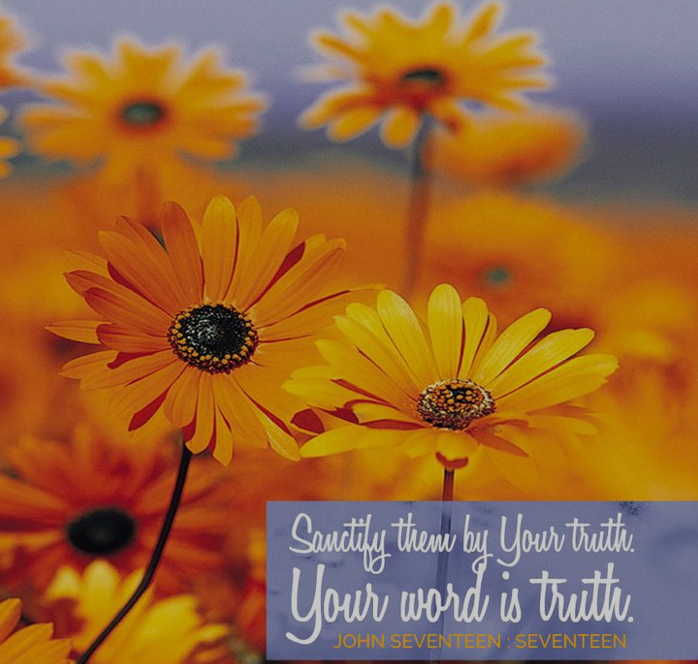 Sanctify them by Your truth.
Your word is truth.
JOHN SEVENTEEN : SEVENTEEN